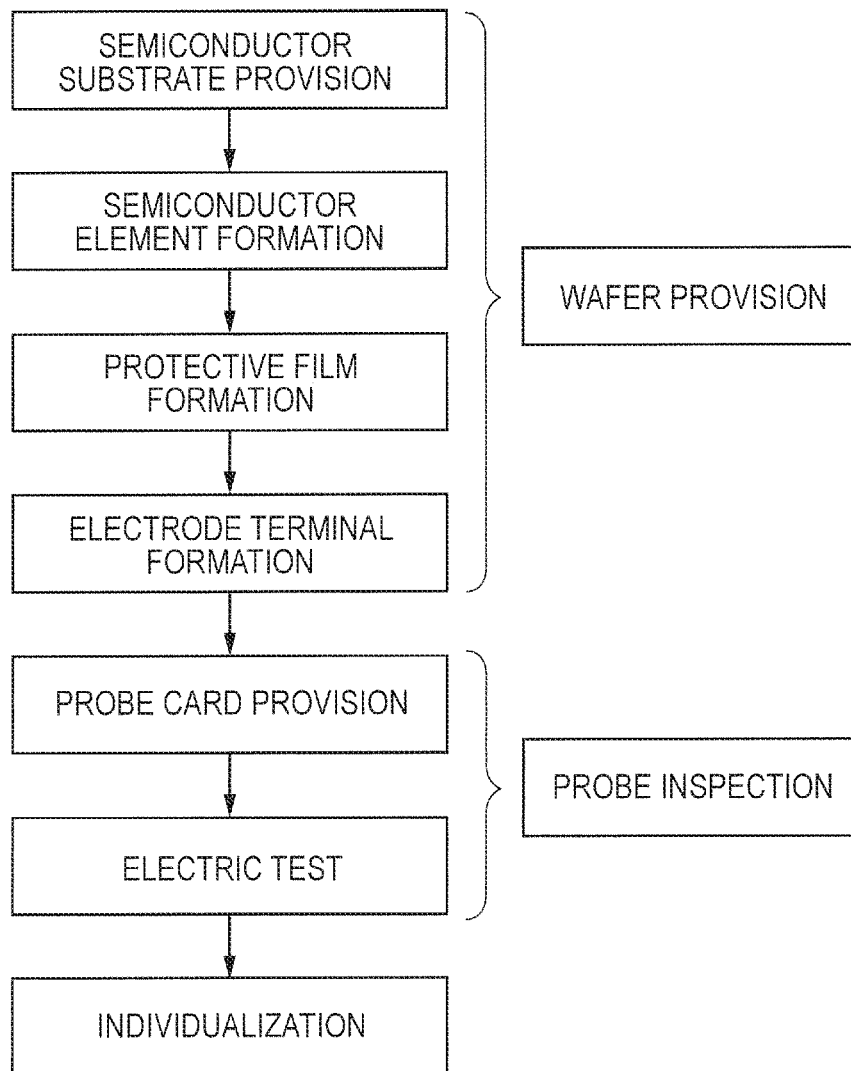 SEMICONDUCTOR
SUBSTRATE PROVISION
SEMICONDUCTOR
ELEMENT FORMATION
WAFER PROVISION
PROTECTIVE FILM
FORMATION
ELECTRODE TERMINAL
FORMATION
PROBE CARD PROVISION
PROBE INSPECTION
ELECTRIC TEST
INDIVIDUALIZATION